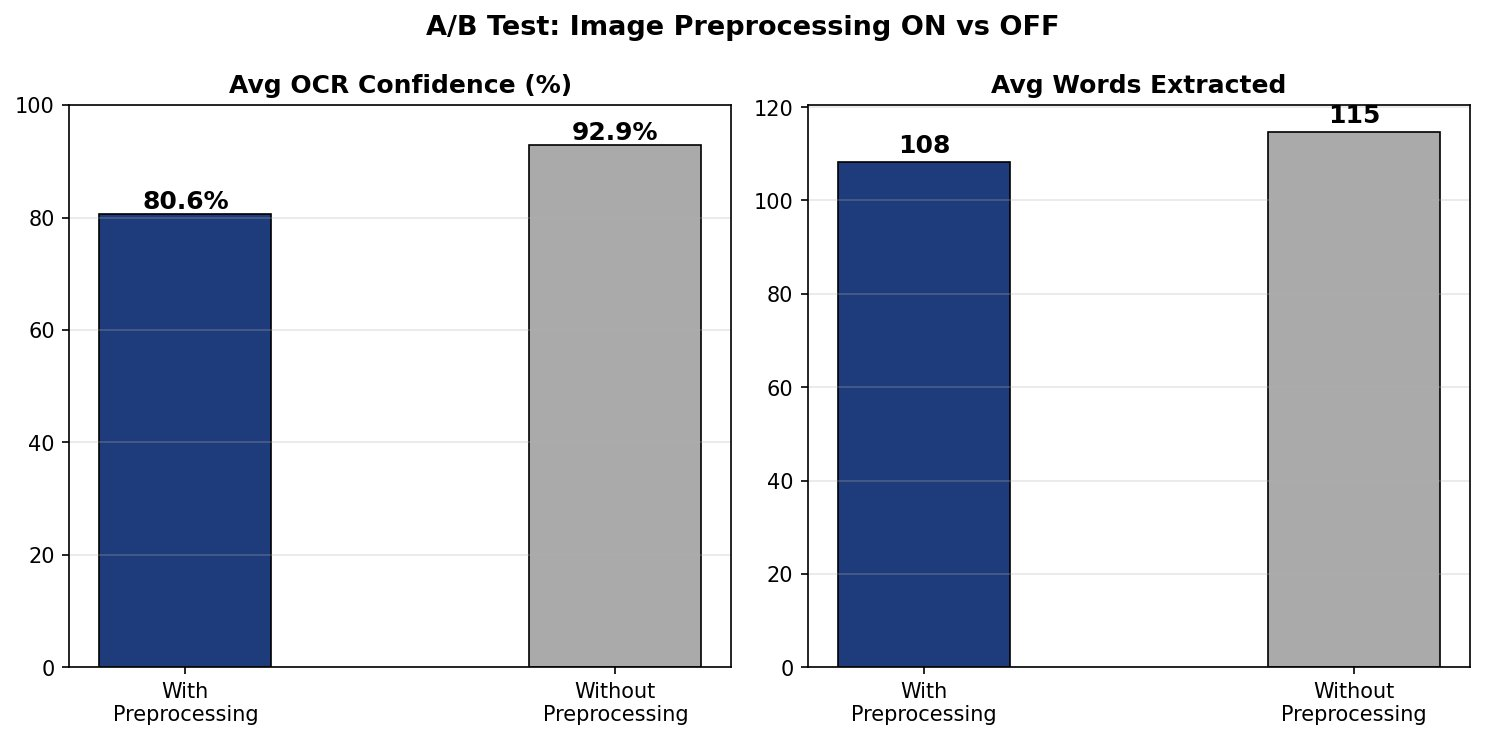 A/B Test: Image Preprocessing ON vs OFF
Avg OCR Confidence (%)
100
80
60
40
20
0
80.6%
92.9%
With
Preprocessing
Without
Preprocessing
Avg Words Extracted
120
100
80
60
40
20
0
108
115
With
Preprocessing
Without
Preprocessing